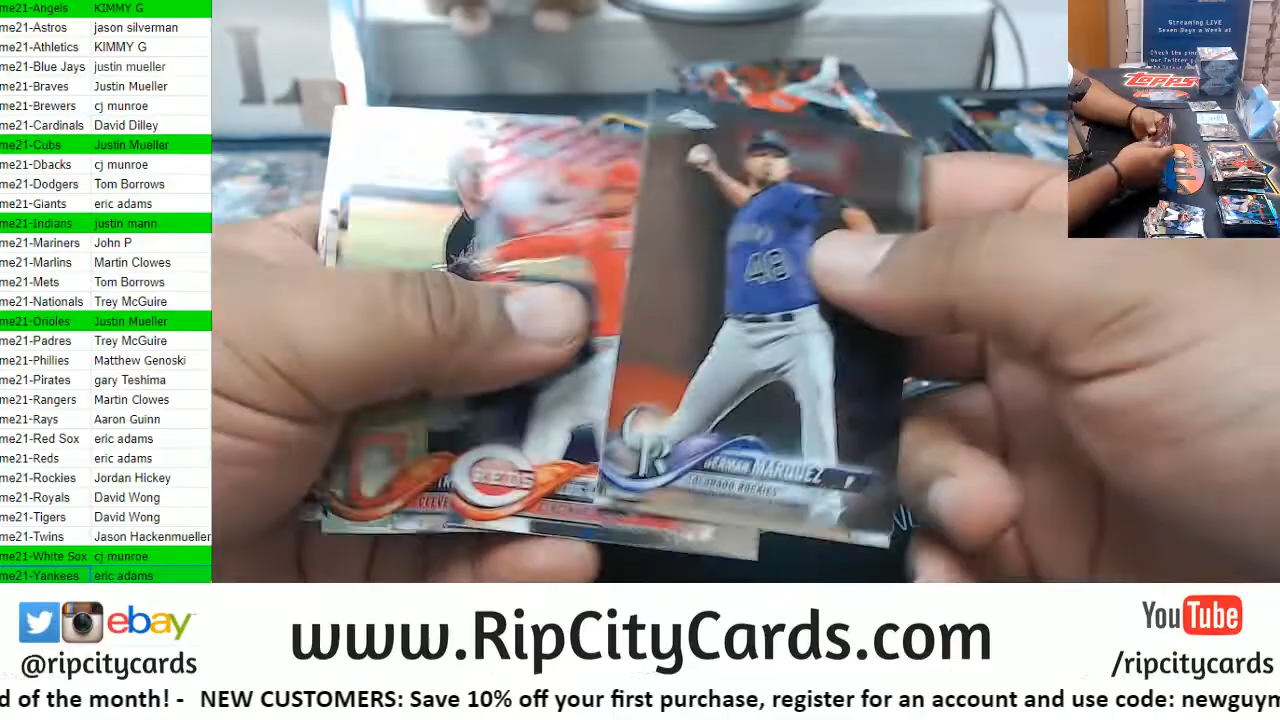 me21-Angels KIMMY G
me21-Astros jason silverman
me21-Athletics KIMMY G
me21-Blue Jays justin mueller
me21-Braves Justin Mueller
me21-Brewers cj munroe
me21-Cardinals David Dilley
me21-Cubs Justin Mueller
me21-Dbacks cj munroe
me21-Dodgers Tom Borrows
me21-Giants eric adams
me21-Indians justin mann
me21-Mariners John P
me21-Marlins Martin Clowes
me21-Mets Tom Borrows
me21-Nationals Trey McGuire
me21-Orioles Justin Mueller
me21-Padres Trey McGuire
me21-Phillies Matthew Genoski
me21-Pirates gary Teshima
me21-Rangers Martin Clowes
me21-Rays Aaron Guinn
me21-Red Sox eric adams
me21-Reds eric adams
me21-Rockies Jordan Hickey
me21-Royals David Wong
me21-Tigers David Wong
me21-Twins Jason Hackenmueller
me21-White Sox cj munroe
me21-Yankees eric adams
Streaming LIVE
Seven Days a Week at
Check the
our Twitter
TOPPS
48
GERMAN MARQUEZ
COLORADO ROCKIES
REDS
CLEVE
ebay
@ripcitycards
www.RipCityCards.com
YouTube
/ripcitycards
d of the month! - NEW CUSTOMERS: Save 10% off your first purchase, register for an account and use code: newguyn